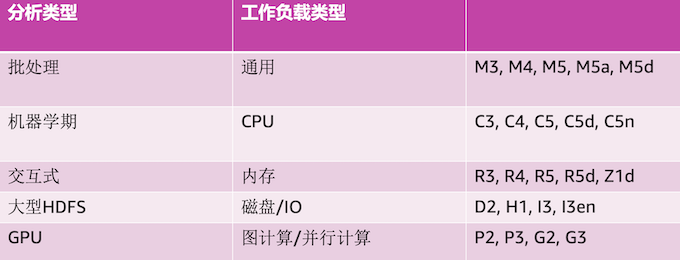 分析类型 工作负载类型
批处理 通用 M3, M4, M5, M5a, M5d
机器学期 CPU C3, C4, C5, C5d, C5n
交互式 内存 R3, R4, R5, R5d, Z1d
大型HDFS 磁盘/IO D2, H1, I3, I3en
GPU 图计算/并行计算 P2, P3, G2, G3